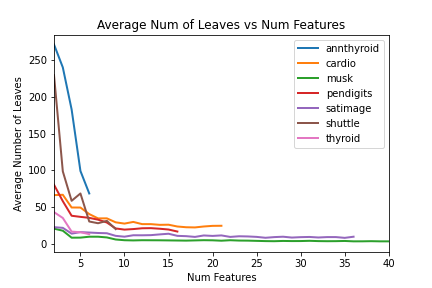 Average Num of Leaves vs Num Features
Average Number of Leaves
250
200
150
100
50
0
annthyroid
cardio
musk
pendigits
satimage
shuttle
thyroid
5 10 15 20 25 30 35 40
Num Features